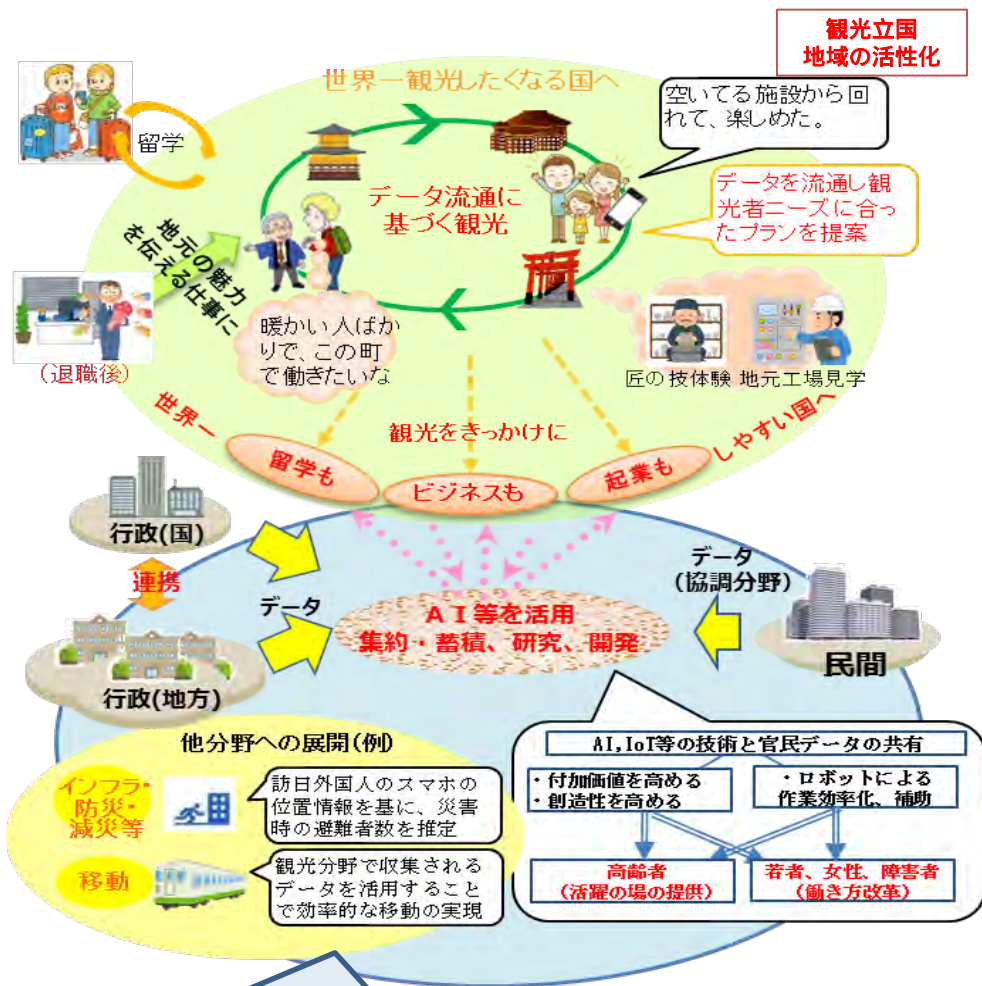 観光立国
地域の活性化
世界一観光したくなる国へ
留学
空いてる施設から回
れて、楽しめた。
データ流通に
基づく観光
データを流通し観
光者ニーズに合っ
たプランを提案
地元の魅力
を伝える仕事に
(退職後)
暖かい人ばか
りで、この町
で働きたいな
匠の技体験 地元工場見学
世界一
観光をきっかけに
しやすい国へ
留学も
ビジネスも
起業も
行政(国)
連携
データ
行政(地方)
データ
(協調分野)
民間
ＡＩ等を活用
集約・蓄積、研究、開発
他分野への展開(例)
インフラ・
防災・
減災等
訪日外国人のスマホの
位置情報を基に、災害
時の避難者数を推定
移動
観光分野で収集される
データを活用すること
で効率的な移動の実現
AI,IoT等の技術と官民データの共有
・付加価値を高める
・創造性を高める
・ロボットによる
作業効率化、補助
高齢者
(活躍の場の提供)
若者、女性、障害者
(働き方改革)